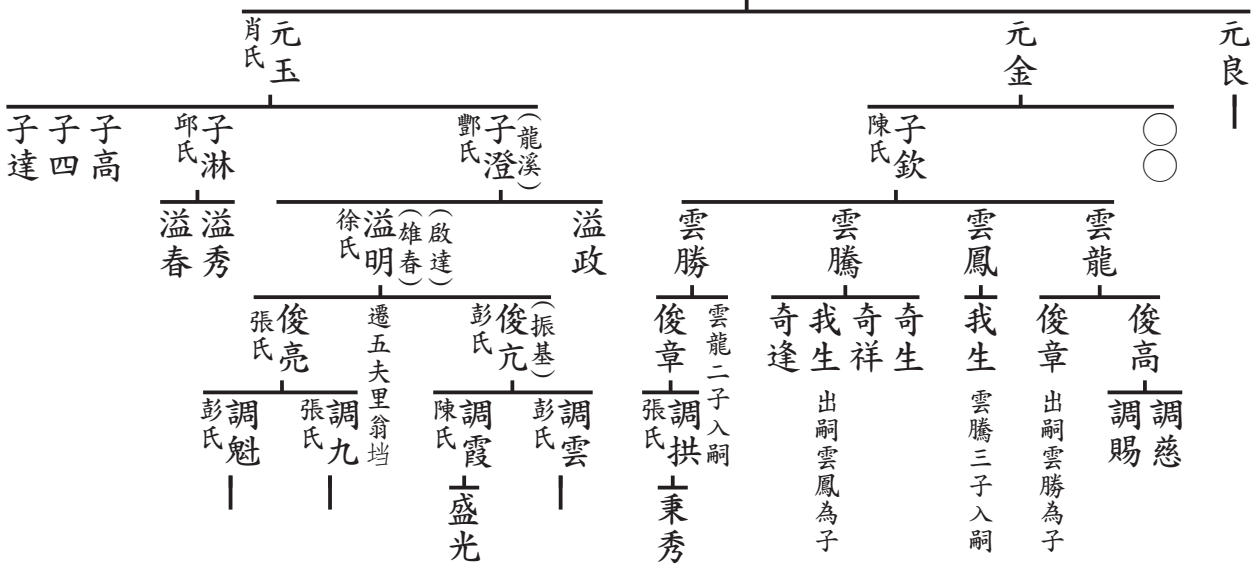 元良
元金
元玉
肖氏
○○
子欽
陳氏
(龍溪)
子澄
酆氏
子淋
邱氏
子高
子四
子達
雲龍
雲鳳
雲騰
雲勝
溢政
(啟達)
(雄春)
溢明
徐氏
溢秀
溢春
俊高
俊章
出嗣雲勝為子
我生
雲騰三子入嗣
奇生
奇祥
我生
出嗣雲鳳為子
奇逢
雲龍二子入嗣
俊章
(振基)
俊亢
彭氏
遷五夫里翁垱
俊亮
張氏
調慈
調賜
調拱
張氏
調雲
彭氏
調霞
陳氏
調九
張氏
調魁
彭氏
秉秀
盛光